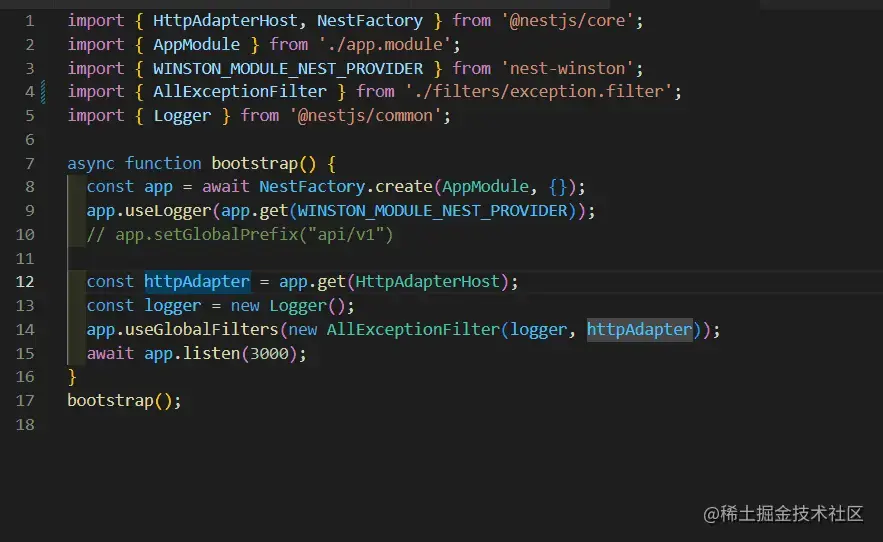 1 import { HttpAdapterHost, NestFactory } from '@nestjs/core';
2 import { AppModule } from './app.module';
3 import { WINSTON_MODULE_NEST_PROVIDER } from 'nest-winston';
4 import { AllExceptionFilter } from './filters/exception.filter';
5 import { Logger } from '@nestjs/common';
6
7 async function bootstrap() {
8   const app = await NestFactory.create(AppModule, {});
9   app.useLogger(app.get(WINSTON_MODULE_NEST_PROVIDER));
10   // app.setGlobalPrefix("api/v1")
11
12   const httpAdapter = app.get(HttpAdapterHost);
13   const logger = new Logger();
14   app.useGlobalFilters(new AllExceptionFilter(logger, httpAdapter));
15   await app.listen(3000);
16 }
17 bootstrap();
18
@稀土掘金技术社区